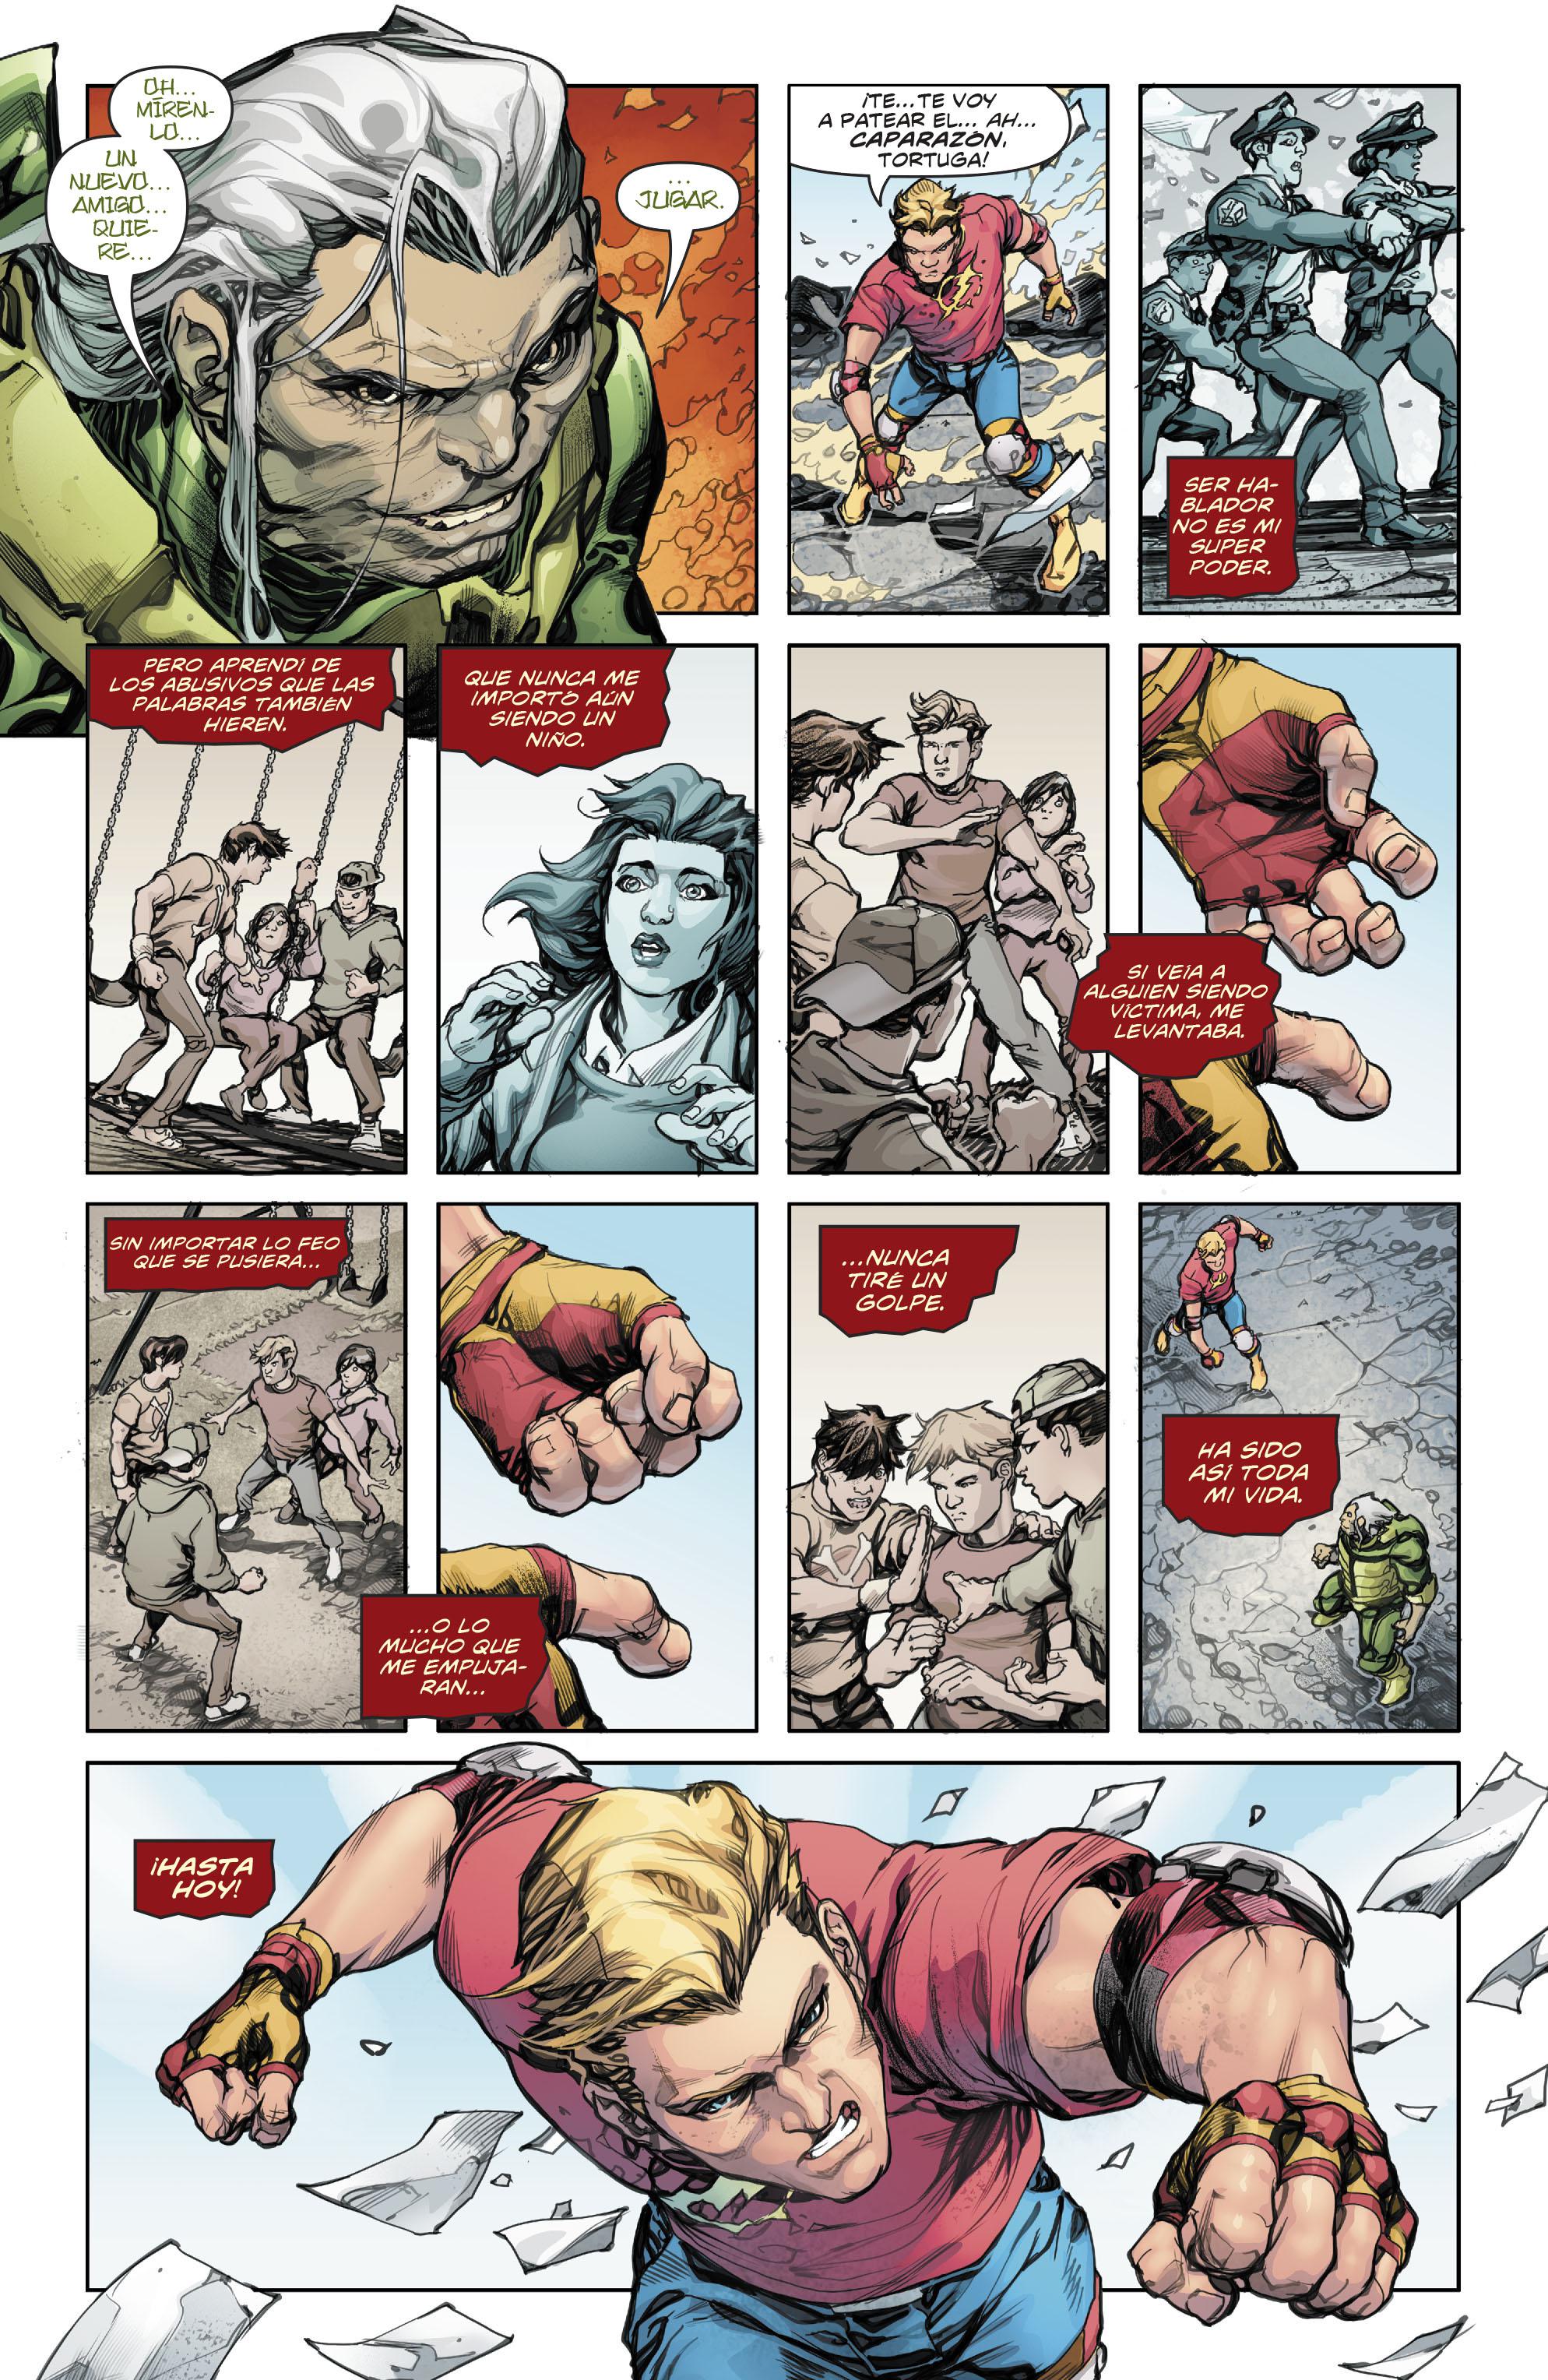 OH...
MÍREN-
LO...
UN
NUEVO...
AMIGO...
QUIE-
RE...
...
JUGAR.
¡TE...TE VOY
A PATEAR EL... AH...
CAPARAZÓN,
TORTUGA!
SER HA-
BLADOR
NO ES MI
SUPER
PODER.
PERO APRENDÍ DE
LOS ABUSIVOS QUE LAS
PALABRAS TAMBIÉN
HIEREN.
QUE NUNCA ME
IMPORTÓ AÚN
SIENDO UN
NIÑO.
SI VEÍA A
ALGUIEN SIENDO
VÍCTIMA, ME
LEVANTABA.
SIN IMPORTAR LO FEO
QUE SE PUSIERA...
...O LO
MUCHO QUE
ME EMPUJA-
RAN...
...NUNCA
TIRÉ UN
GOLPE.
HA SIDO
ASÍ TODA
MI VIDA.
¡HASTA
HOY!